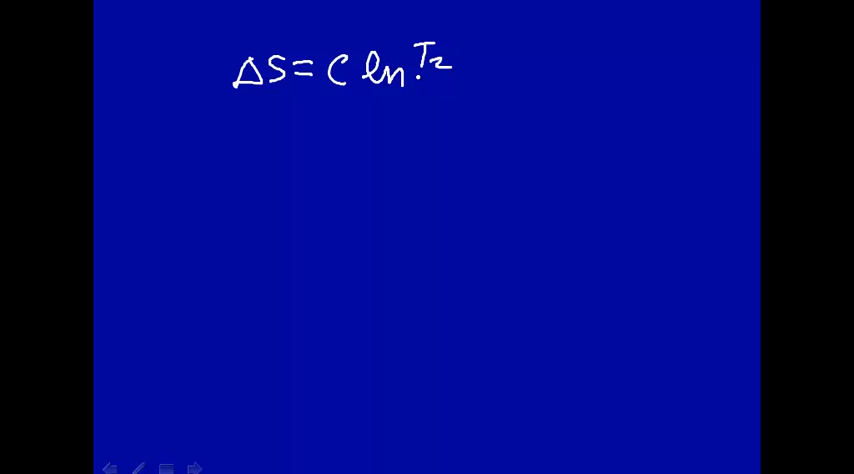 ΔS = C ln T₂